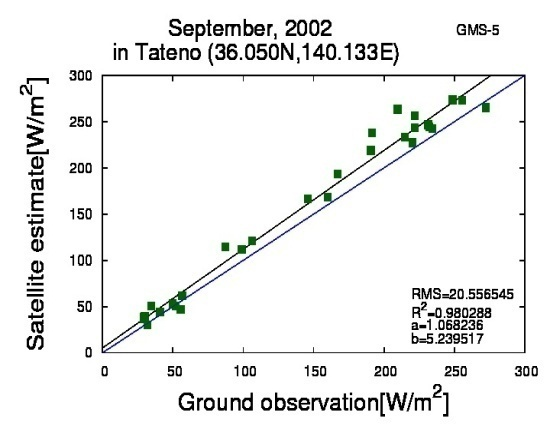 September, 2002
GMS-5
in Tateno (36.050N,140.133E)
Satellite estimate[W/m²]
300
250
200
150
100
50
0
RMS=20.556545
R²=0.980288
a=1.068236
b=5.239517
0 50 100 150 200 250 300
Ground observation[W/m²]